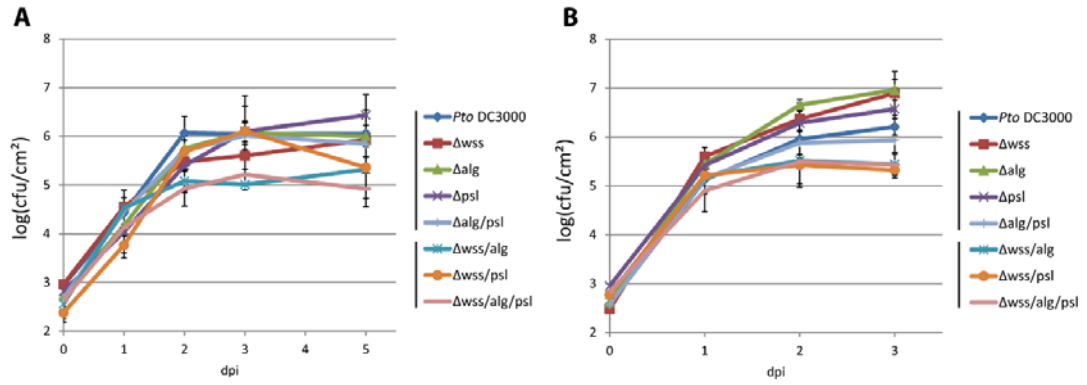 A
8
7
6
5
4
3
2
0 1 2 3 4 5
log(cfu/cm²)
dpi
Pto DC3000
Δwss
Δalg
Δpsl
Δalg/psl
Δwss/alg
Δwss/psl
Δwss/alg/psl
B
8
7
6
5
4
3
2
0 1 2 3
log(cfu/cm²)
dpi
Pto DC3000
Δwss
Δalg
Δpsl
Δalg/psl
Δwss/alg
Δwss/psl
Δwss/alg/psl